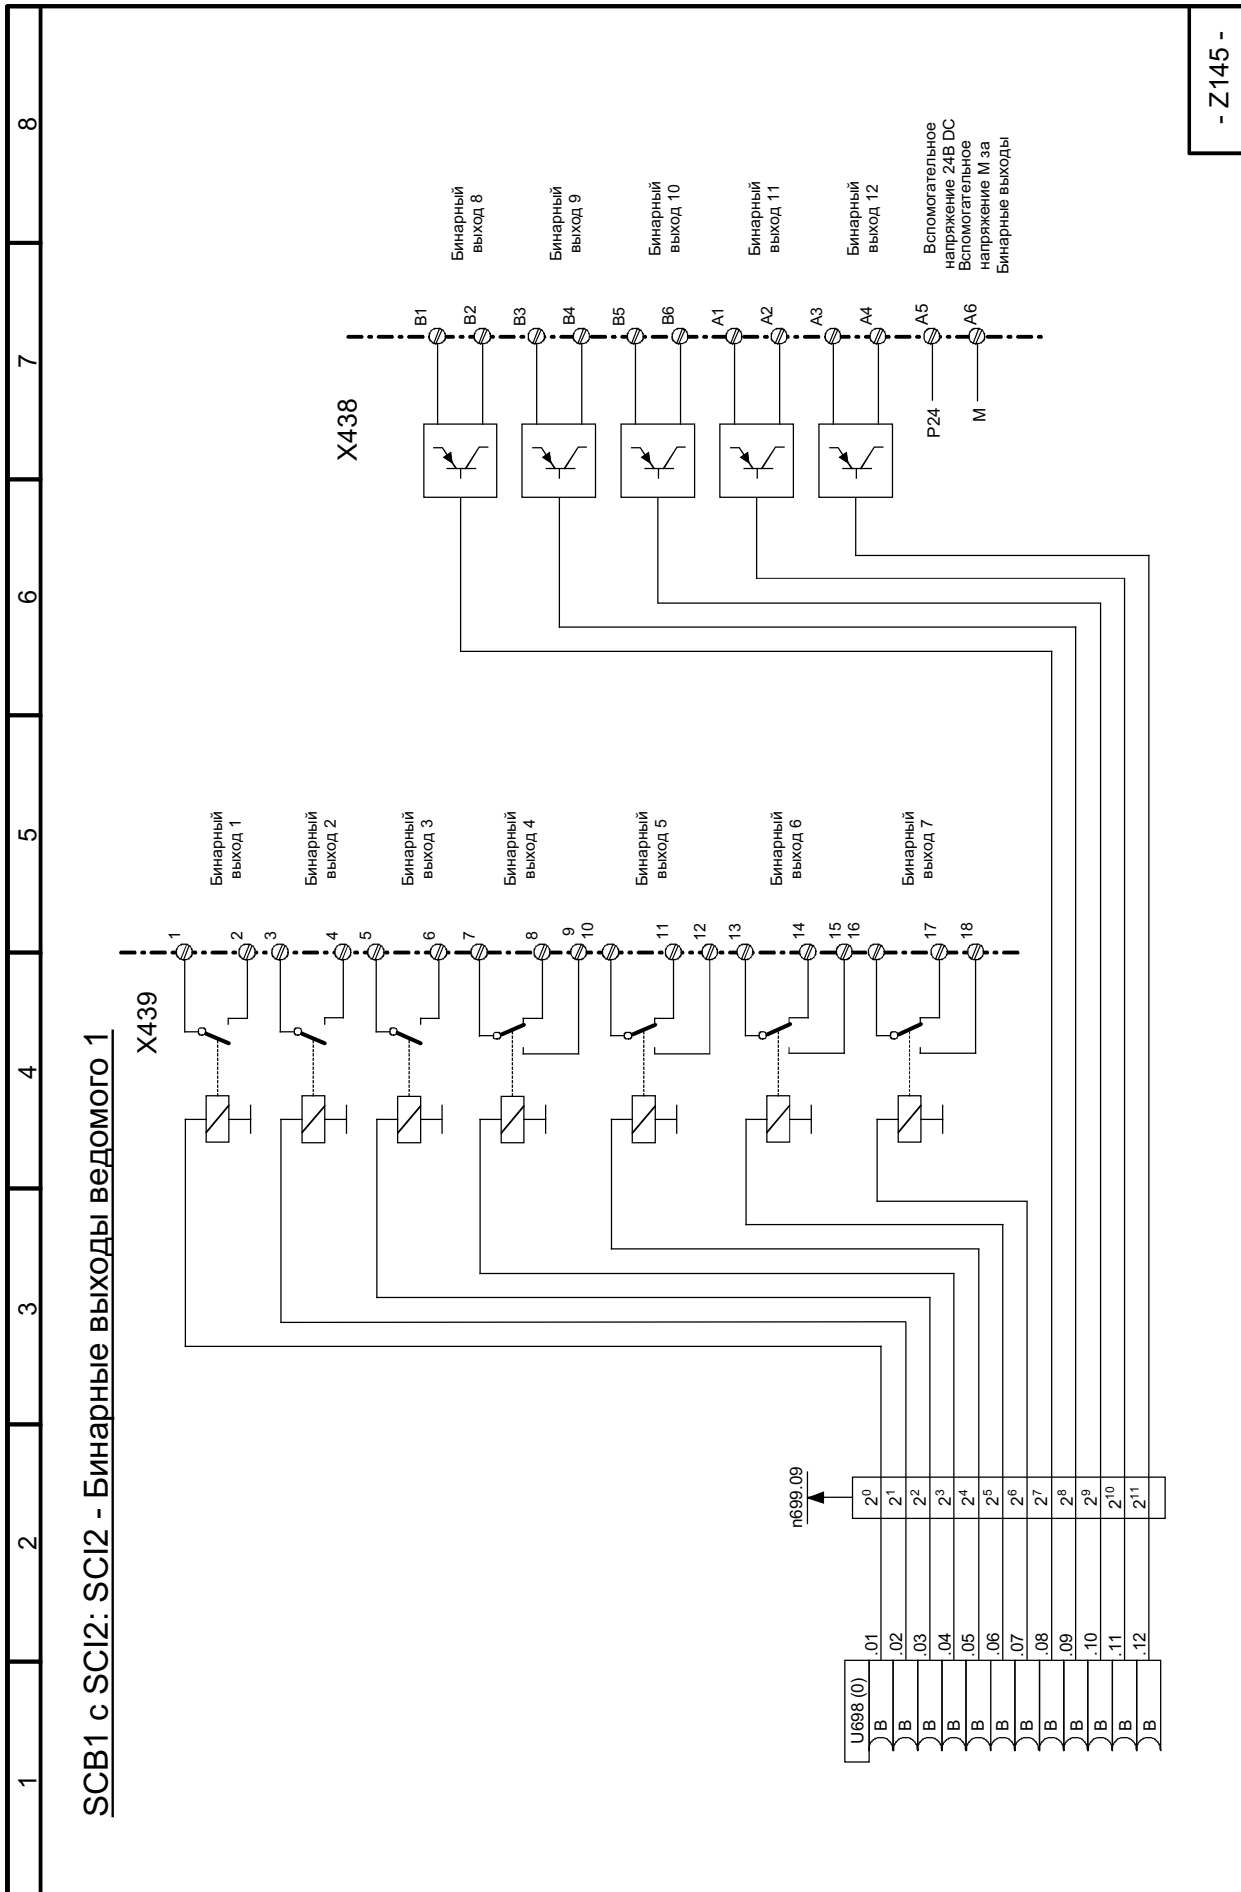 1
2
3
4
5
6
7
8
SCB1 с SCI2: SCI2 - Бинарные выходы ведомого 1
X439
1
2
3
4
5
6
7
8
9
10
11
12
13
14
15
16
17
18
Бинарный
выход 1
Бинарный
выход 2
Бинарный
выход 3
Бинарный
выход 4
Бинарный
выход 5
Бинарный
выход 6
Бинарный
выход 7
X438
B1
B2
B3
B4
B5
B6
A1
A2
A3
A4
A5
A6
P24
M
Бинарный
выход 8
Бинарный
выход 9
Бинарный
выход 10
Бинарный
выход 11
Бинарный
выход 12
Вспомогательное
напряжение 24В DC
Вспомогательное
напряжение М за
Бинарные выходы
n699.09
2⁰
2¹
2²
2³
2⁴
2⁵
2⁶
2⁷
2⁸
2⁹
2¹⁰
2¹¹
U698 (0)
B .01
B .02
B .03
B .04
B .05
B .06
B .07
B .08
B .09
B .10
B .11
B .12
- Z145 -